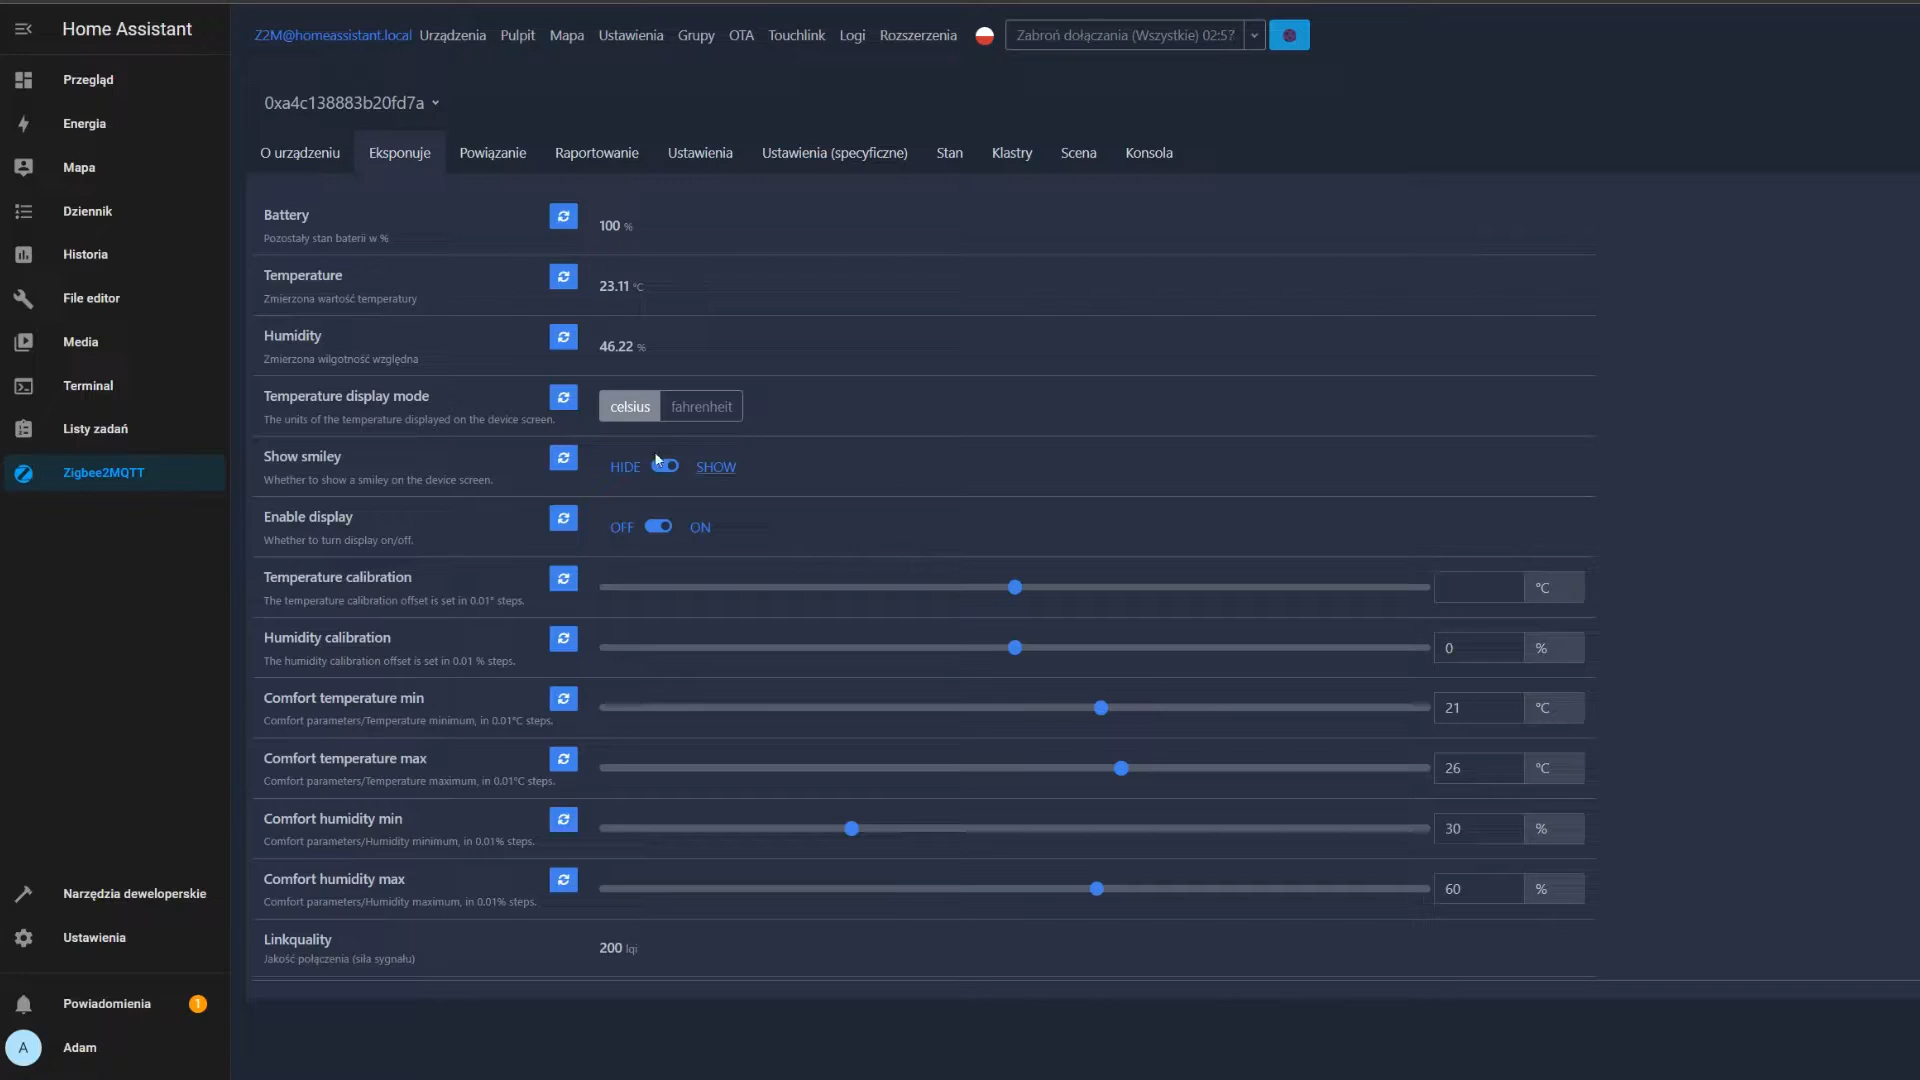 Home Assistant
Z2M@homeassistant.local Urządzenia Pulpit Mapa Ustawienia Grupy OTA Touchlink Logi Rozszerzenia Zabroń dołączania (Wszystkie) 02:57
Przegląd
Energia
Mapa
Dziennik
Historia
File editor
Media
Terminal
Listy zadań
Zigbee2MQTT
Narzędzia deweloperskie
Ustawienia
Powiadomienia 1
A Adam
0xa4c138883b20fd7a
O urządzeniu Eksponuje Powiązanie Raportowanie Ustawienia Ustawienia (specyficzne) Stan Klastry Scena Konsola
Battery
Pozostały stan baterii w %
100 %
Temperature
Zmierzona wartość temperatury
23.11 °C
Humidity
Zmierzona wilgotność względna
46.22 %
Temperature display mode
The units of the temperature displayed on the device screen.
celsius fahrenheit
Show smiley
Whether to show a smiley on the device screen.
HIDE SHOW
Enable display
Whether to turn display on/off.
OFF ON
Temperature calibration
The temperature calibration offset is set in 0.01° steps.
°C
Humidity calibration
The humidity calibration offset is set in 0.01 % steps.
0 %
Comfort temperature min
Comfort parameters/Temperature minimum, in 0.01°C steps.
21 °C
Comfort temperature max
Comfort parameters/Temperature maximum, in 0.01°C steps.
26 °C
Comfort humidity min
Comfort parameters/Humidity minimum, in 0.01% steps.
30 %
Comfort humidity max
Comfort parameters/Humidity maximum, in 0.01% steps.
60 %
Linkquality
Jakość połączenia (siła sygnału)
200 lqi